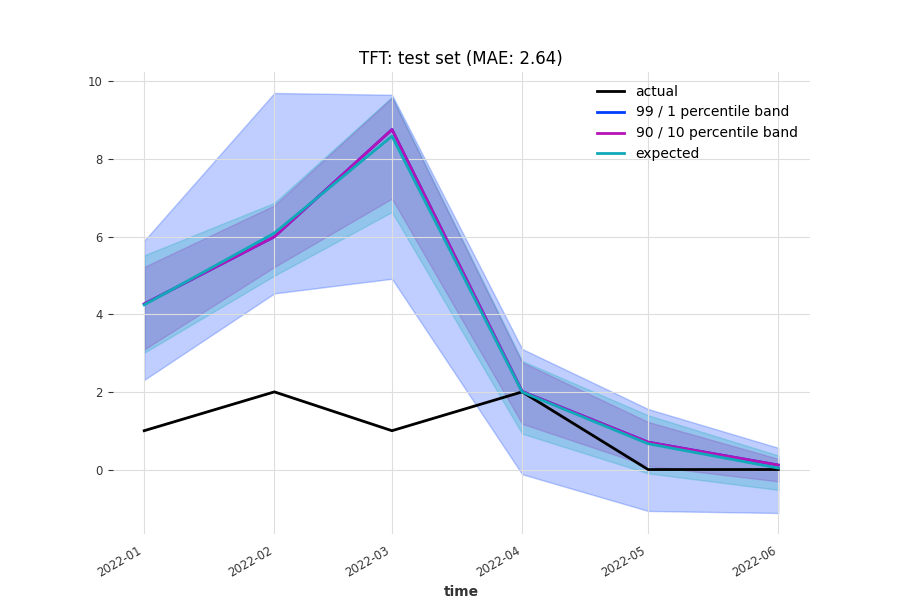 TFT: test set (MAE: 2.64)
10
8
6
4
2
0
actual
99 / 1 percentile band
90 / 10 percentile band
expected
2022-01
2022-02
2022-03
2022-04
2022-05
2022-06
time